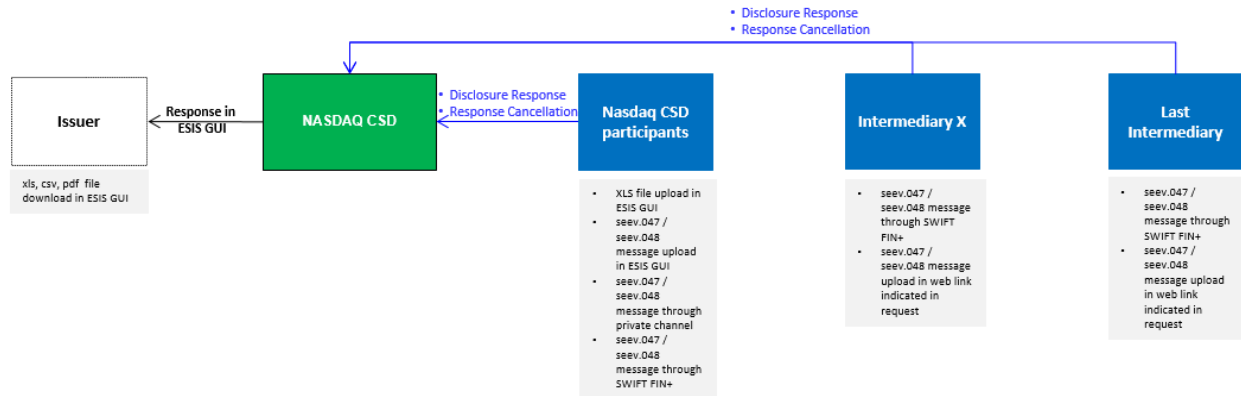 • Disclosure Response
• Response Cancellation
Issuer
Response in
ESIS GUI
NASDAQ CSD
• Disclosure Response
• Response Cancellation
Nasdaq CSD
participants
Intermediary X
Last
Intermediary
xls, csv, pdf file
download in ESIS GUI
• XLS file upload in
ESIS GUI
• seev.047 /
seev.048
message upload
in ESIS GUI
• seev.047 /
seev.048
message through
private channel
• seev.047 /
seev.048
message through
SWIFT FIN+
• seev.047 /
seev.048 message
through SWIFT
FIN+
• seev.047 /
seev.048 message
upload in web link
indicated in
request
• seev.047 /
seev.048
message through
SWIFT FIN+
• seev.047 /
seev.048
message upload
in web link
indicated in
request